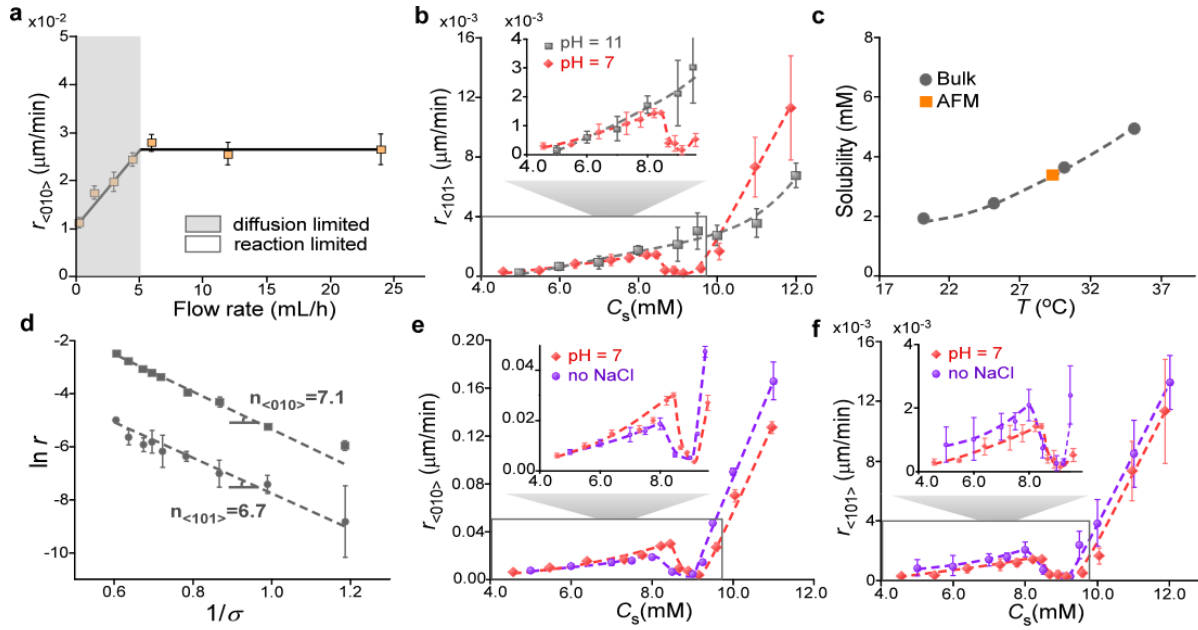 a
x10⁻²
5
4
3
2
1
0
0
5
10
15
20
25
r<010> (μm/min)
Flow rate (mL/h)
diffusion limited
reaction limited
b
x10⁻³
16
12
8
4
0
4.0
6.0
8.0
10.0
12.0
r<101> (μm/min)
Cs(mM)
x10⁻³
4
3
2
1
0
4.0
6.0
8.0
pH = 11
pH = 7
c
8
6
4
2
0
17
22
27
32
37
Solubility (mM)
T (ºC)
Bulk
AFM
d
-2
-4
-6
-8
-10
0.6
0.8
1.0
1.2
ln r
1/σ
n<010>=7.1
n<101>=6.7
e
0.20
0.16
0.12
0.08
0.04
0.00
4.0
6.0
8.0
10.0
12.0
r<010> (μm/min)
Cs(mM)
0.04
0.02
0.00
4.0
6.0
8.0
pH = 7
no NaCl
f
x10⁻³
16
12
8
4
0
4.0
6.0
8.0
10.0
12.0
r<101> (μm/min)
Cs(mM)
x10⁻³
4
2
0
4.0
6.0
8.0
pH = 7
no NaCl